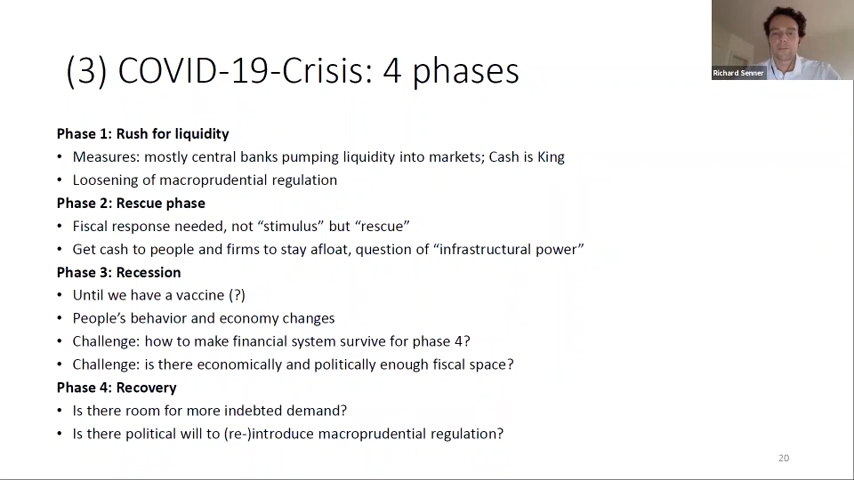 Richard Senner
(3) COVID-19-Crisis: 4 phases
Phase 1: Rush for liquidity
• Measures: mostly central banks pumping liquidity into markets; Cash is King
• Loosening of macroprudential regulation
Phase 2: Rescue phase
• Fiscal response needed, not “stimulus” but “rescue”
• Get cash to people and firms to stay afloat, question of “infrastructural power”
Phase 3: Recession
• Until we have a vaccine (?)
• People’s behavior and economy changes
• Challenge: how to make financial system survive for phase 4?
• Challenge: is there economically and politically enough fiscal space?
Phase 4: Recovery
• Is there room for more indebted demand?
• Is there political will to (re-)introduce macroprudential regulation?
20